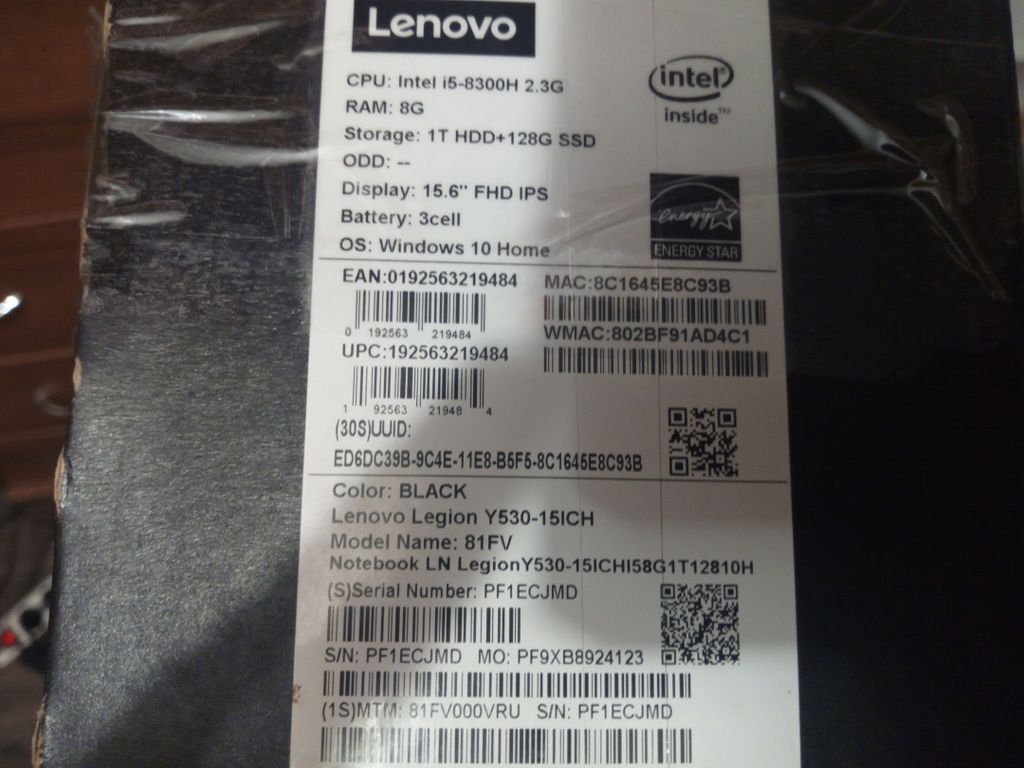 Lenovo
CPU: Intel i5-8300H 2.3G
RAM: 8G
Storage: 1T HDD+128G SSD
ODD: --
Display: 15.6" FHD IPS
Battery: 3cell
OS: Windows 10 Home
intel®
inside™
energy
ENERGY STAR
EAN:0192563219484
0 192563 219484
MAC:8C1645E8C93B
WMAC:802BF91AD4C1
UPC:192563219484
1 92563 21948 4
(30S)UUID:
ED6DC39B-9C4E-11E8-B5F5-8C1645E8C93B
Color: BLACK
Lenovo Legion Y530-15ICH
Model Name: 81FV
Notebook LN LegionY530-15ICHI58G1T12810H
(S)Serial Number: PF1ECJMD
S/N: PF1ECJMD MO: PF9XB8924123
(1S)MTM: 81FV000VRU S/N: PF1ECJMD